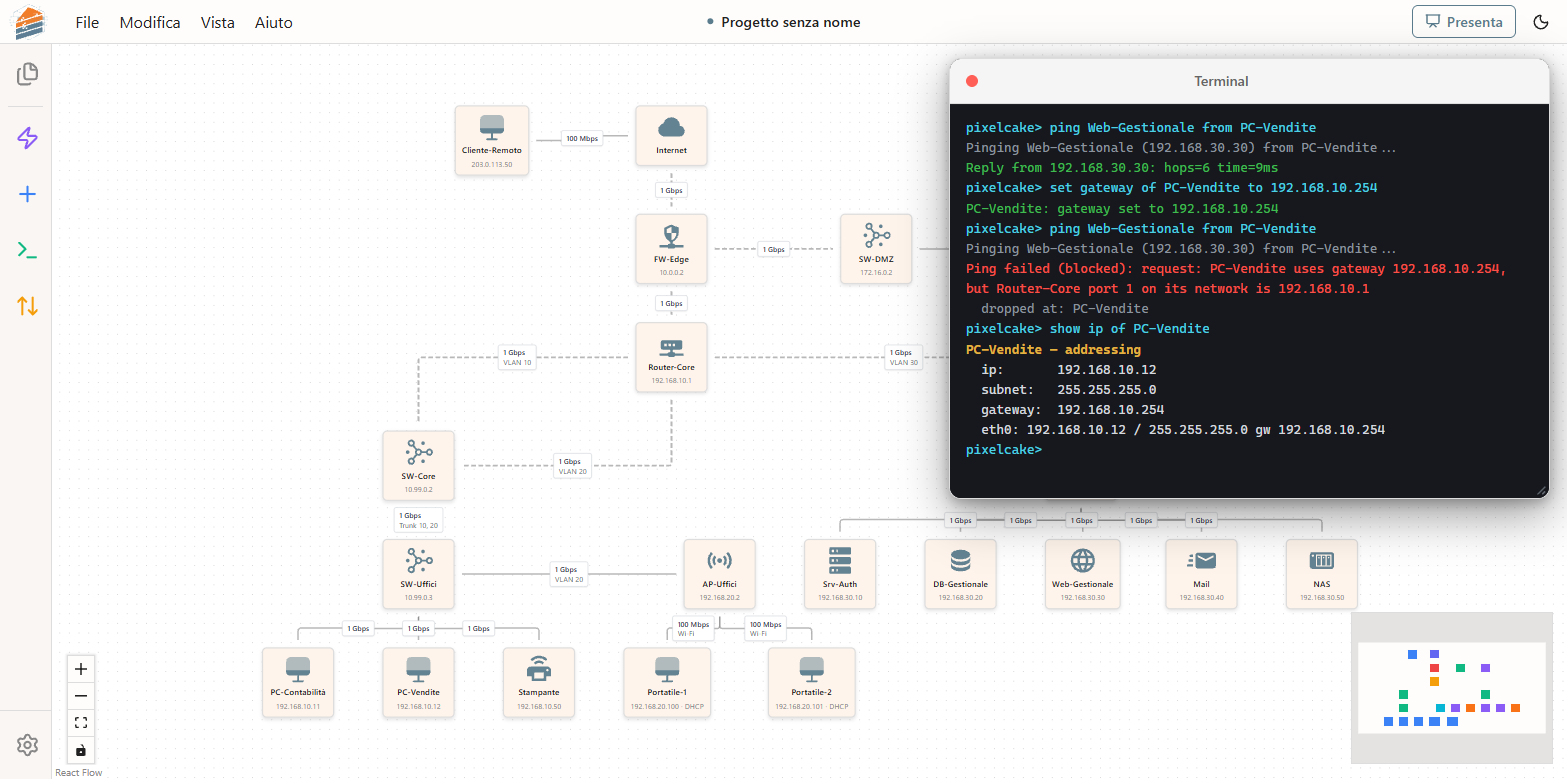 File Modifica Vista Aiuto
Progetto senza nome
Presenta
Terminal
pixelcake> ping Web-Gestionale from PC-Vendite
Pinging Web-Gestionale (192.168.30.30) from PC-Vendite...
Reply from 192.168.30.30: hops=6 time=9ms
pixelcake> set gateway of PC-Vendite to 192.168.10.254
PC-Vendite: gateway set to 192.168.10.254
pixelcake> ping Web-Gestionale from PC-Vendite
Pinging Web-Gestionale (192.168.30.30) from PC-Vendite...
Ping failed (blocked): request: PC-Vendite uses gateway 192.168.10.254,
but Router-Core port 1 on its network is 192.168.10.1
dropped at: PC-Vendite
pixelcake> show ip of PC-Vendite
PC-Vendite — addressing
ip: 192.168.10.12
subnet: 255.255.255.0
gateway: 192.168.10.254
eth0: 192.168.10.12 / 255.255.255.0 gw 192.168.10.254
pixelcake>
Cliente-Remoto
203.0.113.50
100 Mbps
Internet
1 Gbps
FW-Edge
10.0.0.2
1 Gbps
SW-DMZ
172.16.0.2
1 Gbps
Router-Core
192.168.10.1
1 Gbps
VLAN 10
1 Gbps
VLAN 30
SW-Core
10.99.0.2
1 Gbps
VLAN 20
1 Gbps
Trunk 10, 20
SW-Uffici
10.99.0.3
1 Gbps
VLAN 20
AP-Uffici
192.168.20.2
1 Gbps 1 Gbps 1 Gbps 1 Gbps 1 Gbps
Srv-Auth
192.168.30.10
DB-Gestionale
192.168.30.20
Web-Gestionale
192.168.30.30
Mail
192.168.30.40
NAS
192.168.30.50
1 Gbps 1 Gbps 1 Gbps
100 Mbps
Wi Fi
100 Mbps
Wi Fi
PC-Contabilità
192.168.10.11
PC-Vendite
192.168.10.12
Stampante
192.168.10.50
Portatile-1
192.168.20.100 · DHCP
Portatile-2
192.168.20.101 · DHCP
React Flow